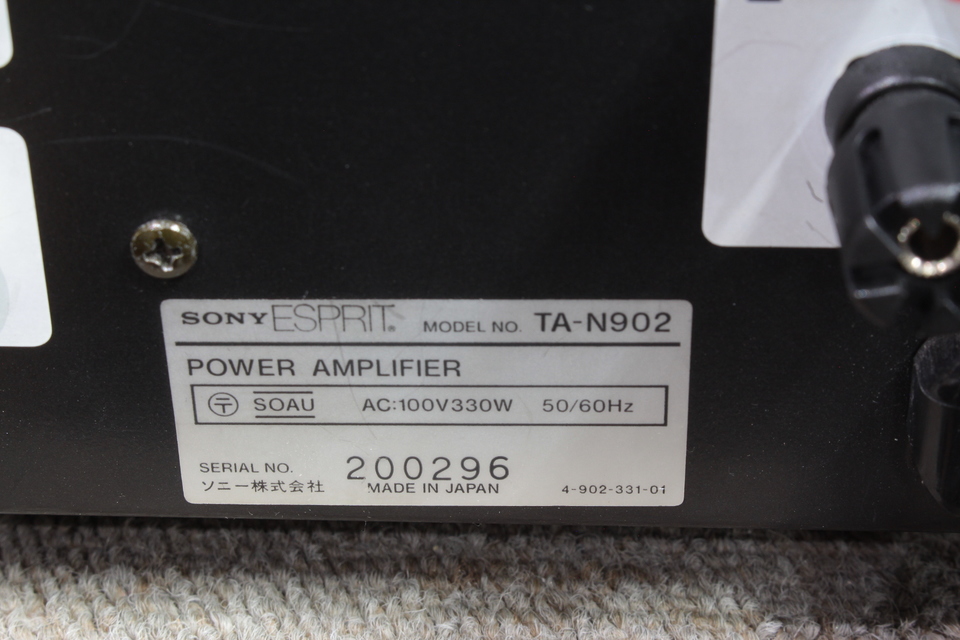 SONY ESPRIT® MODEL NO. TA-N902
POWER AMPLIFIER
〒 SOAU AC:100V330W 50/60Hz
SERIAL NO. 200296
ソニー株式会社 MADE IN JAPAN 4-902-331-01